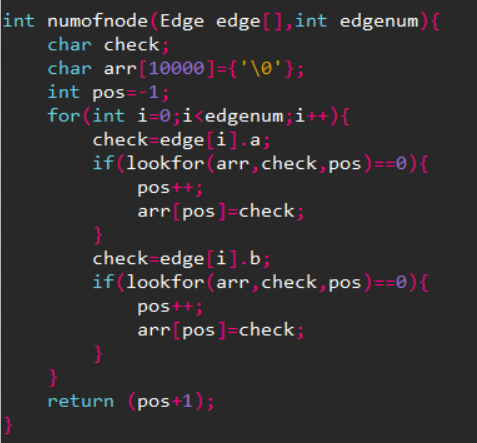 int numofnode(Edge edge[],int edgenum){
    char check;
    char arr[10000]={'\0'};
    int pos=-1;
    for(int i=0;i<edgenum;i++){
        check=edge[i].a;
        if(lookfor(arr,check,pos)==0){
            pos++;
            arr[pos]=check;
        }
        check=edge[i].b;
        if(lookfor(arr,check,pos)==0){
            pos++;
            arr[pos]=check;
        }
    }
    return (pos+1);
}